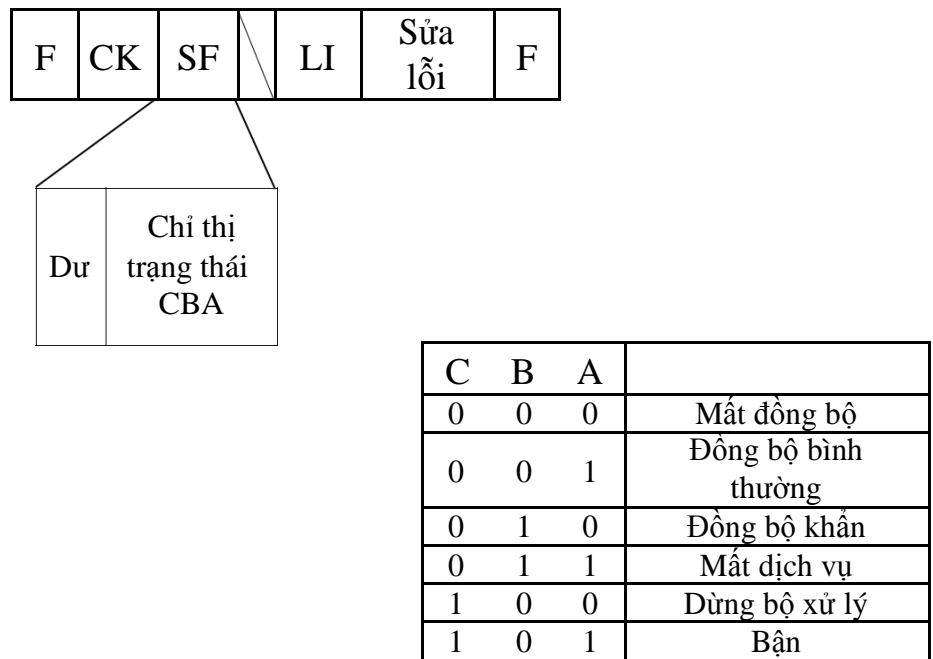 F CK SF LI Sửa lỗi F
Dư Chỉ thị trạng thái CBA
C B A
0 0 0 Mất đồng bộ
0 0 1 Đồng bộ bình thường
0 1 0 Đồng bộ khẩn
0 1 1 Mất dịch vụ
1 0 0 Dừng bộ xử lý
1 0 1 Bận